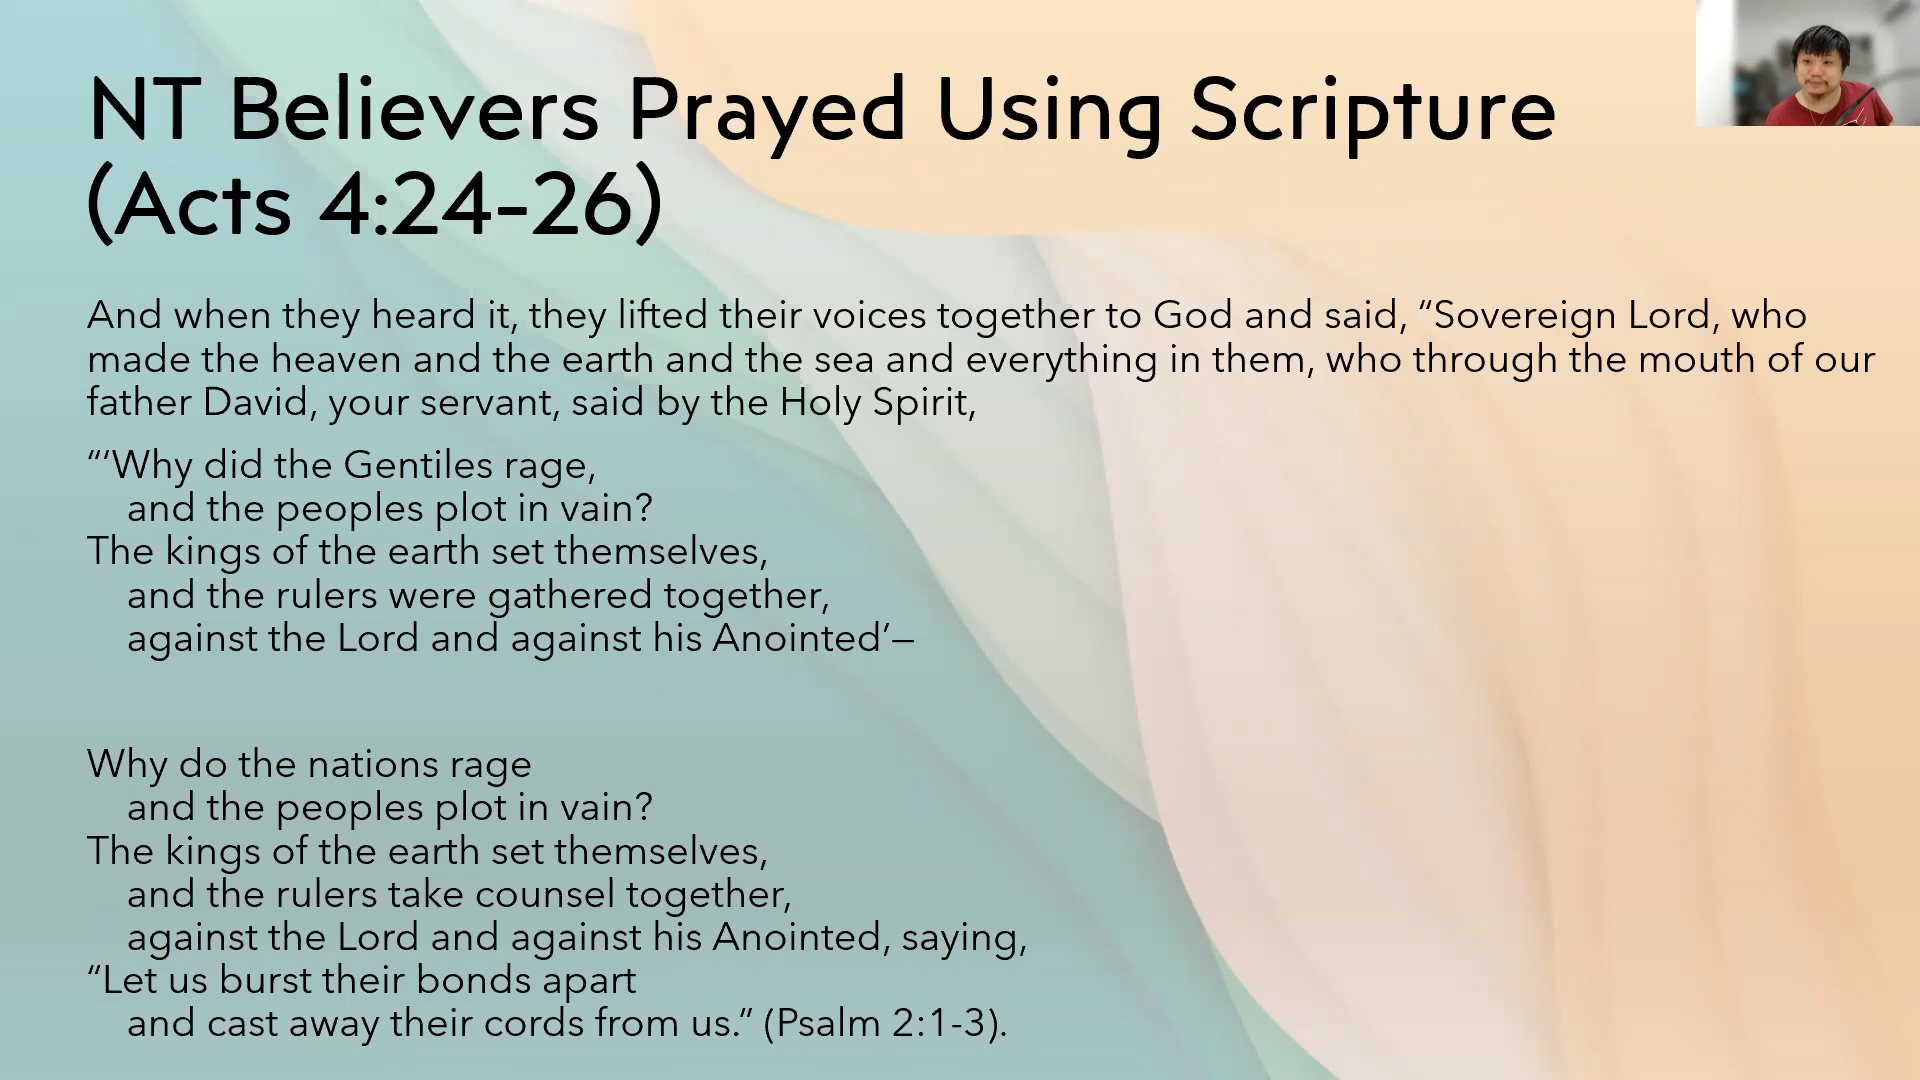 NT Believers Prayed Using Scripture
(Acts 4:24-26)
And when they heard it, they lifted their voices together to God and said, “Sovereign Lord, who
made the heaven and the earth and the sea and everything in them, who through the mouth of our
father David, your servant, said by the Holy Spirit,
“‘Why did the Gentiles rage,
and the peoples plot in vain?
The kings of the earth set themselves,
and the rulers were gathered together,
against the Lord and against his Anointed’—
Why do the nations rage
and the peoples plot in vain?
The kings of the earth set themselves,
and the rulers take counsel together,
against the Lord and against his Anointed, saying,
“Let us burst their bonds apart
and cast away their cords from us.” (Psalm 2:1-3).